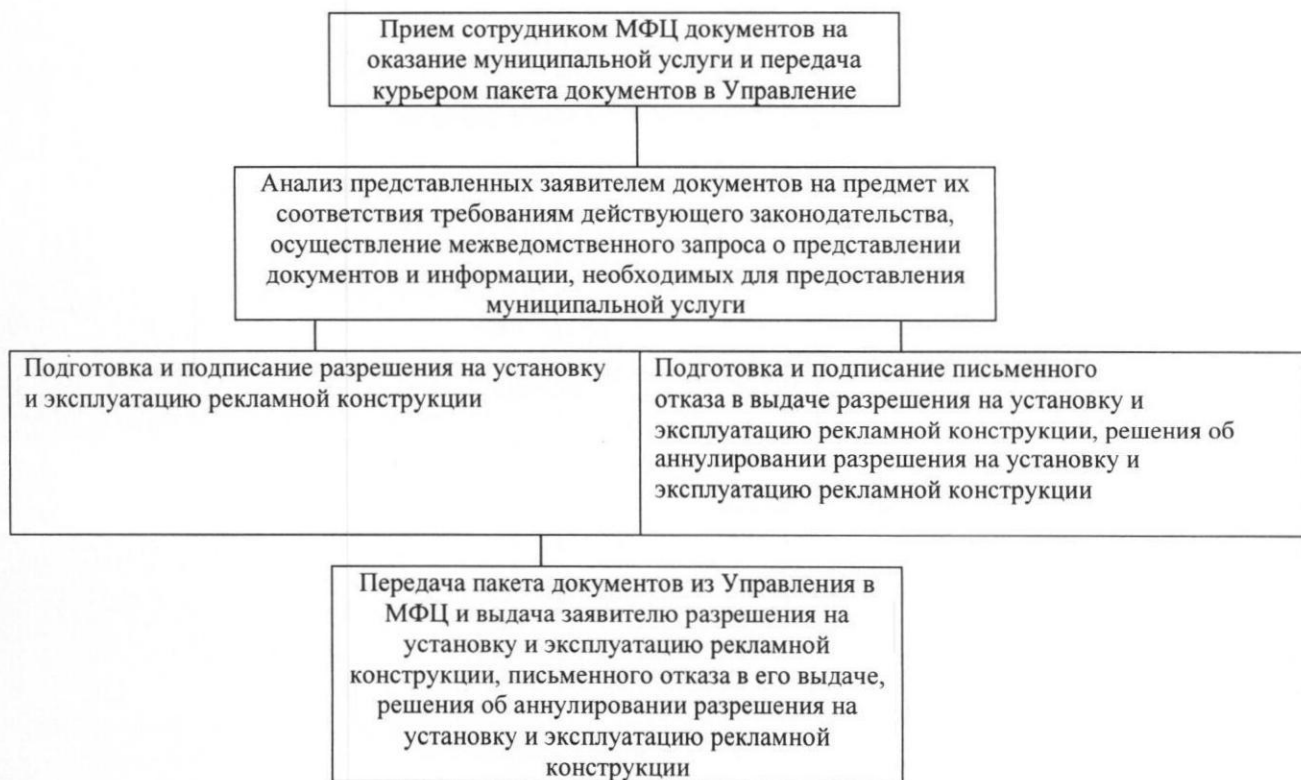 Прием сотрудником МФЦ документов на
оказание муниципальной услуги и передача
курьером пакета документов в Управление
Анализ представленных заявителем документов на предмет их
соответствия требованиям действующего законодательства,
осуществление межведомственного запроса о представлении
документов и информации, необходимых для предоставления
муниципальной услуги
Подготовка и подписание разрешения на установку
и эксплуатацию рекламной конструкции
Подготовка и подписание письменного
отказа в выдаче разрешения на установку и
эксплуатацию рекламной конструкции, решения об
аннулировании разрешения на установку и
эксплуатацию рекламной конструкции
Передача пакета документов из Управления в
МФЦ и выдача заявителю разрешения на
установку и эксплуатацию рекламной
конструкции, письменного отказа в его выдаче,
решения об аннулировании разрешения на
установку и эксплуатацию рекламной
конструкции